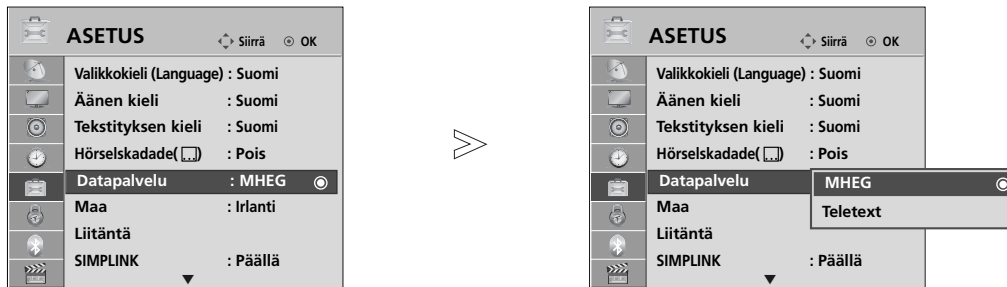 ASETUS Siirrä OK
Valikkokieli (Language) : Suomi
Äänen kieli : Suomi
Tekstityksen kieli : Suomi
Hörselskadade( ) : Pois
Datapalvelu : MHEG
Maa : Irlanti
Liitäntä
SIMPLINK : Päällä
ASETUS Siirrä OK
Valikkokieli (Language) : Suomi
Äänen kieli : Suomi
Tekstityksen kieli : Suomi
Hörselskadade( ) : Pois
Datapalvelu MHEG
Maa Teletext
Liitäntä
SIMPLINK : Päällä